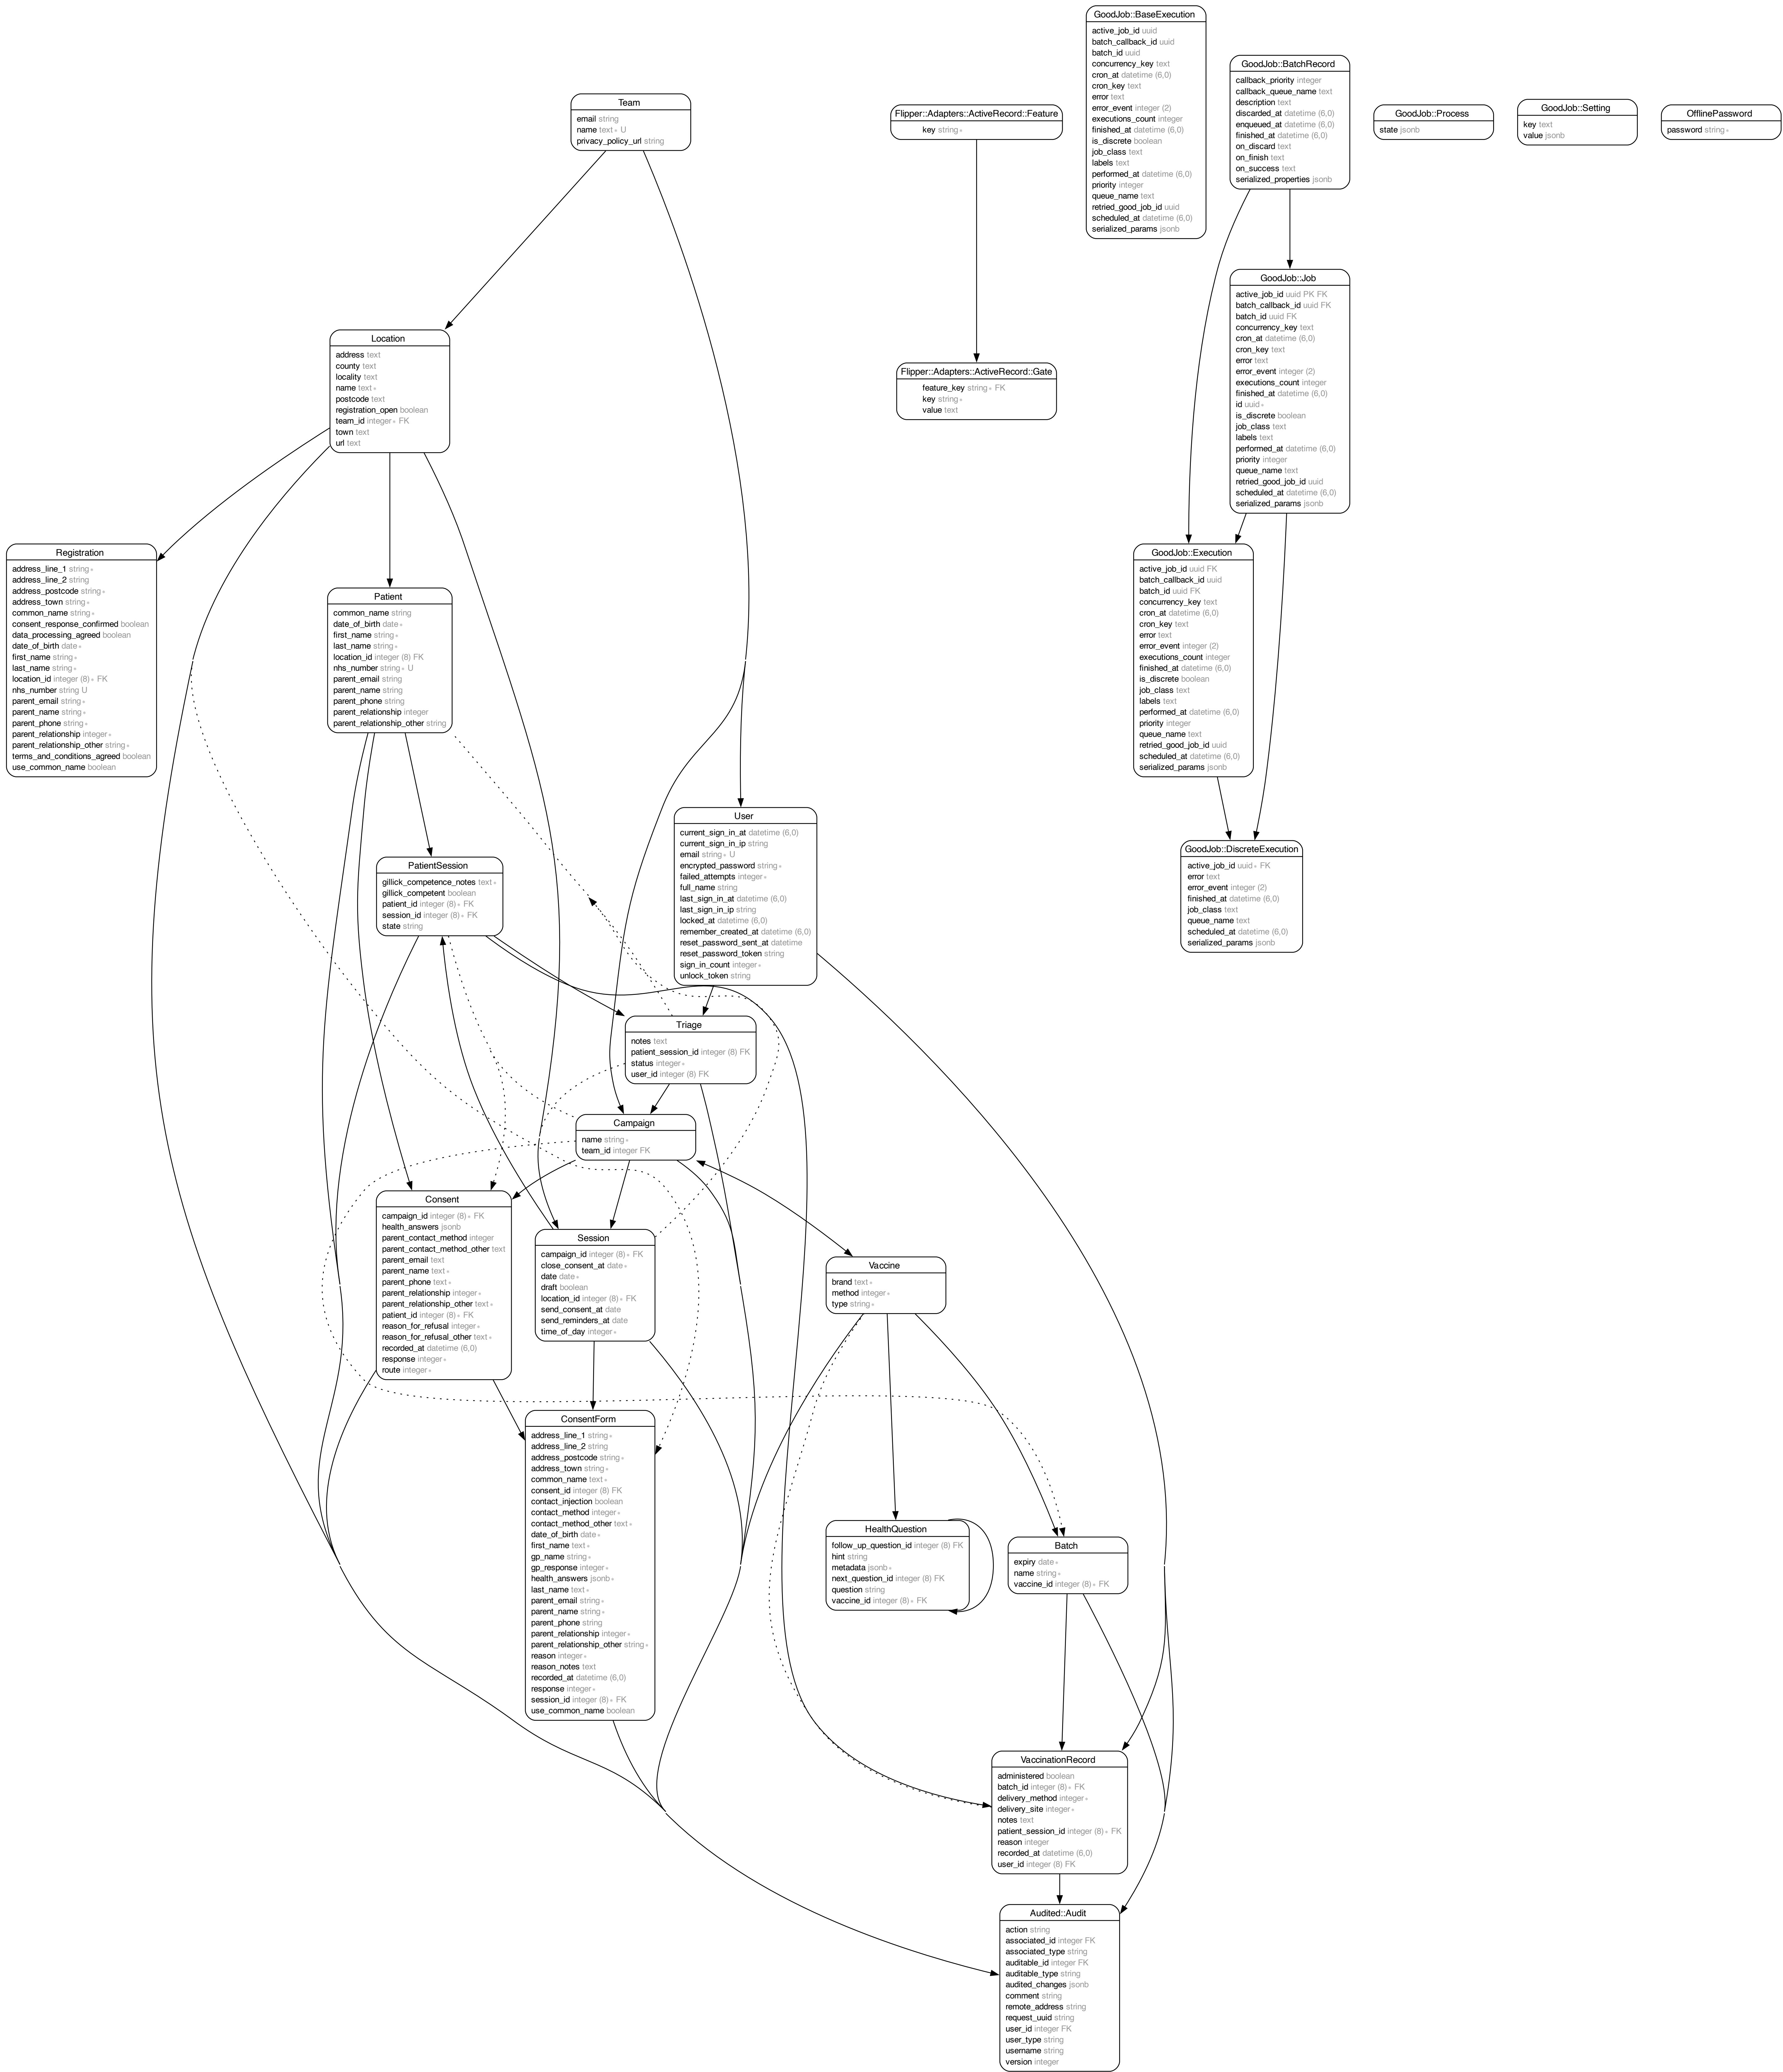 GoodJob::BaseExecution
active_job_id uuid
batch_callback_id uuid
batch_id uuid
concurrency_key text
cron_at datetime (6,0)
cron_key text
error text
error_event integer (2)
executions_count integer
finished_at datetime (6,0)
is_discrete boolean
job_class text
labels text
performed_at datetime (6,0)
priority integer
queue_name text
retried_good_job_id uuid
scheduled_at datetime (6,0)
serialized_params jsonb
GoodJob::BatchRecord
callback_priority integer
callback_queue_name text
description text
discarded_at datetime (6,0)
enqueued_at datetime (6,0)
finished_at datetime (6,0)
on_discard text
on_finish text
on_success text
serialized_properties jsonb
Team
email string
name text∗ U
privacy_policy_url string
Flipper::Adapters::ActiveRecord::Feature
key string∗
GoodJob::Process
state jsonb
GoodJob::Setting
key text
value jsonb
OfflinePassword
password string∗
GoodJob::Job
active_job_id uuid PK FK
batch_callback_id uuid FK
batch_id uuid FK
concurrency_key text
cron_at datetime (6,0)
cron_key text
error text
error_event integer (2)
executions_count integer
finished_at datetime (6,0)
id uuid∗
is_discrete boolean
job_class text
labels text
performed_at datetime (6,0)
priority integer
queue_name text
retried_good_job_id uuid
scheduled_at datetime (6,0)
serialized_params jsonb
Location
address text
county text
locality text
name text∗
postcode text
registration_open boolean
team_id integer∗ FK
town text
url text
Flipper::Adapters::ActiveRecord::Gate
feature_key string∗ FK
key string∗
value text
Registration
address_line_1 string∗
address_line_2 string
address_postcode string∗
address_town string∗
common_name string∗
consent_response_confirmed boolean
data_processing_agreed boolean
date_of_birth date∗
first_name string∗
last_name string∗
location_id integer (8)∗ FK
nhs_number string U
parent_email string∗
parent_name string∗
parent_phone string∗
parent_relationship integer∗
parent_relationship_other string∗
terms_and_conditions_agreed boolean
use_common_name boolean
Patient
common_name string
date_of_birth date∗
first_name string∗
last_name string∗
location_id integer (8) FK
nhs_number string∗ U
parent_email string
parent_name string
parent_phone string
parent_relationship integer
parent_relationship_other string
GoodJob::Execution
active_job_id uuid FK
batch_callback_id uuid
batch_id uuid FK
concurrency_key text
cron_at datetime (6,0)
cron_key text
error text
error_event integer (2)
executions_count integer
finished_at datetime (6,0)
is_discrete boolean
job_class text
labels text
performed_at datetime (6,0)
priority integer
queue_name text
retried_good_job_id uuid
scheduled_at datetime (6,0)
serialized_params jsonb
User
current_sign_in_at datetime (6,0)
current_sign_in_ip string
email string∗ U
encrypted_password string∗
failed_attempts integer∗
full_name string
last_sign_in_at datetime (6,0)
last_sign_in_ip string
locked_at datetime (6,0)
remember_created_at datetime (6,0)
reset_password_sent_at datetime
reset_password_token string
sign_in_count integer∗
unlock_token string
PatientSession
gillick_competence_notes text∗
gillick_competent boolean
patient_id integer (8)∗ FK
session_id integer (8)∗ FK
state string
GoodJob::DiscreteExecution
active_job_id uuid∗ FK
error text
error_event integer (2)
finished_at datetime (6,0)
job_class text
queue_name text
scheduled_at datetime (6,0)
serialized_params jsonb
Triage
notes text
patient_session_id integer (8) FK
status integer∗
user_id integer (8) FK
Campaign
name string∗
team_id integer FK
Consent
campaign_id integer (8)∗ FK
health_answers jsonb
parent_contact_method integer
parent_contact_method_other text
parent_email text
parent_name text∗
parent_phone text∗
parent_relationship integer∗
parent_relationship_other text∗
patient_id integer (8)∗ FK
reason_for_refusal integer∗
reason_for_refusal_other text∗
recorded_at datetime (6,0)
response integer∗
route integer∗
Session
campaign_id integer (8)∗ FK
close_consent_at date∗
date date∗
draft boolean
location_id integer (8)∗ FK
send_consent_at date
send_reminders_at date
time_of_day integer∗
Vaccine
brand text∗
method integer∗
type string∗
ConsentForm
address_line_1 string∗
address_line_2 string
address_postcode string∗
address_town string∗
common_name text∗
consent_id integer (8) FK
contact_injection boolean
contact_method integer∗
contact_method_other text∗
date_of_birth date∗
first_name text∗
gp_name string∗
gp_response integer∗
health_answers jsonb∗
last_name text∗
parent_email string∗
parent_name string∗
parent_phone string
parent_relationship integer∗
parent_relationship_other string∗
reason integer∗
reason_notes text
recorded_at datetime (6,0)
response integer∗
session_id integer (8)∗ FK
use_common_name boolean
HealthQuestion
follow_up_question_id integer (8) FK
hint string
metadata jsonb∗
next_question_id integer (8) FK
question string
vaccine_id integer (8)∗ FK
Batch
expiry date∗
name string∗
vaccine_id integer (8)∗ FK
VaccinationRecord
administered boolean
batch_id integer (8)∗ FK
delivery_method integer∗
delivery_site integer∗
notes text
patient_session_id integer (8)∗ FK
reason integer
recorded_at datetime (6,0)
user_id integer (8) FK
Audited::Audit
action string
associated_id integer FK
associated_type string
auditable_id integer FK
auditable_type string
audited_changes jsonb
comment string
remote_address string
request_uuid string
user_id integer FK
user_type string
username string
version integer